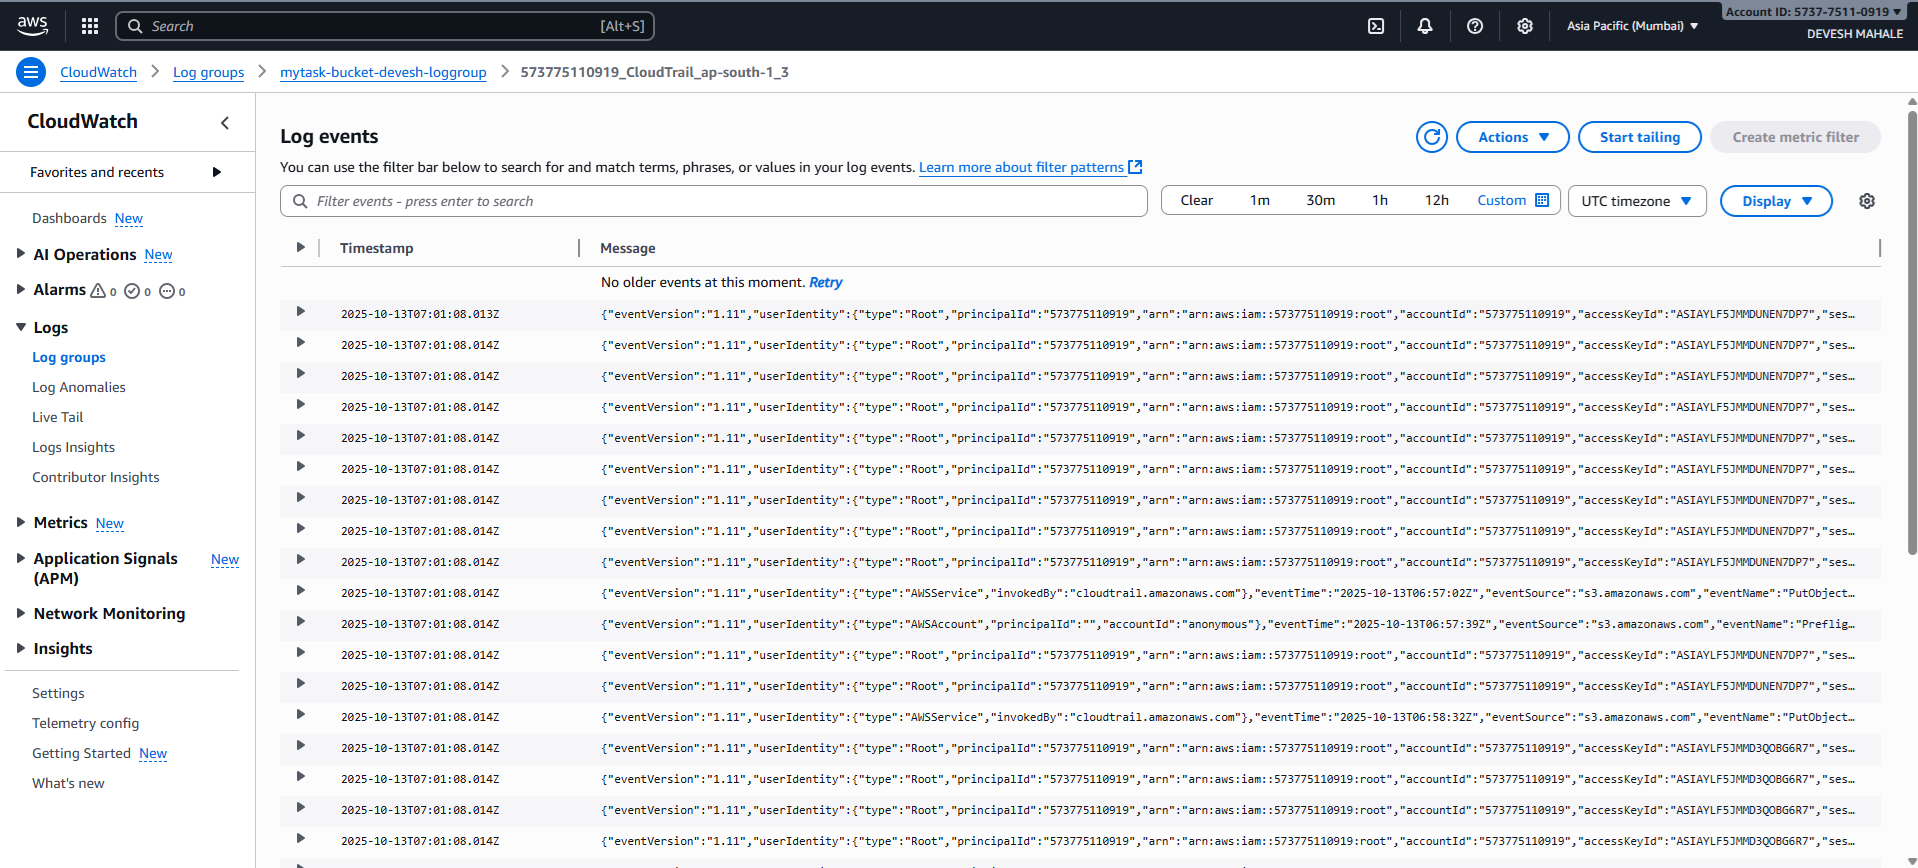 aws
Search [Alt+S]
Asia Pacific (Mumbai)
Account ID: 5737-7511-0919
DEVESH MAHALE
CloudWatch
Log groups
mytask-bucket-devesh-loggroup
573775110919_CloudTrail_ap-south-1_3
CloudWatch
Favorites and recents
Dashboards New
AI Operations New
Alarms 0 0 0
Logs
Log groups
Log Anomalies
Live Tail
Logs Insights
Contributor Insights
Metrics New
Application Signals (APM) New
Network Monitoring
Insights
Settings
Telemetry config
Getting Started New
What's new
Log events
Actions
Start tailing
Create metric filter
You can use the filter bar below to search for and match terms, phrases, or values in your log events. Learn more about filter patterns
Filter events - press enter to search
Clear 1m 30m 1h 12h Custom
UTC timezone
Display
Timestamp Message
No older events at this moment. Retry
2025-10-13T07:01:08.013Z {"eventVersion":"1.11","userIdentity":{"type":"Root","principalId":"573775110919","arn":"arn:aws:iam::573775110919:root","accountId":"573775110919","accessKeyId":"ASIAYLF5JMMDUNEN7DP7","ses…
2025-10-13T07:01:08.014Z {"eventVersion":"1.11","userIdentity":{"type":"Root","principalId":"573775110919","arn":"arn:aws:iam::573775110919:root","accountId":"573775110919","accessKeyId":"ASIAYLF5JMMDUNEN7DP7","ses…
2025-10-13T07:01:08.014Z {"eventVersion":"1.11","userIdentity":{"type":"Root","principalId":"573775110919","arn":"arn:aws:iam::573775110919:root","accountId":"573775110919","accessKeyId":"ASIAYLF5JMMDUNEN7DP7","ses…
2025-10-13T07:01:08.014Z {"eventVersion":"1.11","userIdentity":{"type":"Root","principalId":"573775110919","arn":"arn:aws:iam::573775110919:root","accountId":"573775110919","accessKeyId":"ASIAYLF5JMMDUNEN7DP7","ses…
2025-10-13T07:01:08.014Z {"eventVersion":"1.11","userIdentity":{"type":"Root","principalId":"573775110919","arn":"arn:aws:iam::573775110919:root","accountId":"573775110919","accessKeyId":"ASIAYLF5JMMDUNEN7DP7","ses…
2025-10-13T07:01:08.014Z {"eventVersion":"1.11","userIdentity":{"type":"Root","principalId":"573775110919","arn":"arn:aws:iam::573775110919:root","accountId":"573775110919","accessKeyId":"ASIAYLF5JMMDUNEN7DP7","ses…
2025-10-13T07:01:08.014Z {"eventVersion":"1.11","userIdentity":{"type":"Root","principalId":"573775110919","arn":"arn:aws:iam::573775110919:root","accountId":"573775110919","accessKeyId":"ASIAYLF5JMMDUNEN7DP7","ses…
2025-10-13T07:01:08.014Z {"eventVersion":"1.11","userIdentity":{"type":"Root","principalId":"573775110919","arn":"arn:aws:iam::573775110919:root","accountId":"573775110919","accessKeyId":"ASIAYLF5JMMDUNEN7DP7","ses…
2025-10-13T07:01:08.014Z {"eventVersion":"1.11","userIdentity":{"type":"Root","principalId":"573775110919","arn":"arn:aws:iam::573775110919:root","accountId":"573775110919","accessKeyId":"ASIAYLF5JMMDUNEN7DP7","ses…
2025-10-13T07:01:08.014Z {"eventVersion":"1.11","userIdentity":{"type":"AWSService","invokedBy":"cloudtrail.amazonaws.com"},"eventTime":"2025-10-13T06:57:02Z","eventSource":"s3.amazonaws.com","eventName":"PutObject…
2025-10-13T07:01:08.014Z {"eventVersion":"1.11","userIdentity":{"type":"AWSAccount","principalId":"","accountId":"anonymous"},"eventTime":"2025-10-13T06:57:39Z","eventSource":"s3.amazonaws.com","eventName":"Preflig…
2025-10-13T07:01:08.014Z {"eventVersion":"1.11","userIdentity":{"type":"Root","principalId":"573775110919","arn":"arn:aws:iam::573775110919:root","accountId":"573775110919","accessKeyId":"ASIAYLF5JMMDUNEN7DP7","ses…
2025-10-13T07:01:08.014Z {"eventVersion":"1.11","userIdentity":{"type":"Root","principalId":"573775110919","arn":"arn:aws:iam::573775110919:root","accountId":"573775110919","accessKeyId":"ASIAYLF5JMMDUNEN7DP7","ses…
2025-10-13T07:01:08.014Z {"eventVersion":"1.11","userIdentity":{"type":"AWSService","invokedBy":"cloudtrail.amazonaws.com"},"eventTime":"2025-10-13T06:58:32Z","eventSource":"s3.amazonaws.com","eventName":"PutObject…
2025-10-13T07:01:08.014Z {"eventVersion":"1.11","userIdentity":{"type":"Root","principalId":"573775110919","arn":"arn:aws:iam::573775110919:root","accountId":"573775110919","accessKeyId":"ASIAYLF5JMMD3QOBG6R7","ses…
2025-10-13T07:01:08.014Z {"eventVersion":"1.11","userIdentity":{"type":"Root","principalId":"573775110919","arn":"arn:aws:iam::573775110919:root","accountId":"573775110919","accessKeyId":"ASIAYLF5JMMD3QOBG6R7","ses…
2025-10-13T07:01:08.014Z {"eventVersion":"1.11","userIdentity":{"type":"Root","principalId":"573775110919","arn":"arn:aws:iam::573775110919:root","accountId":"573775110919","accessKeyId":"ASIAYLF5JMMD3QOBG6R7","ses…
2025-10-13T07:01:08.014Z {"eventVersion":"1.11","userIdentity":{"type":"Root","principalId":"573775110919","arn":"arn:aws:iam::573775110919:root","accountId":"573775110919","accessKeyId":"ASIAYLF5JMMD3QOBG6R7","ses…